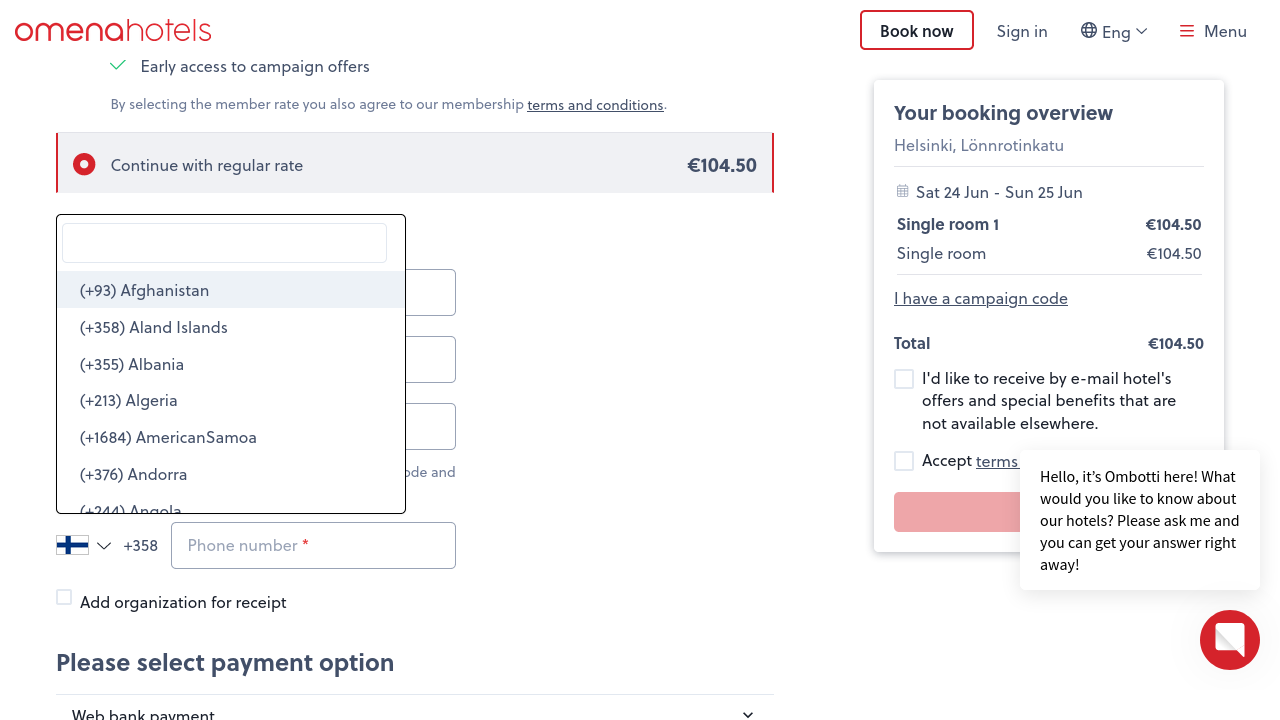 omenahotels
Book now
Sign in
Eng
Menu
Early access to campaign offers
By selecting the member rate you also agree to our membership terms and conditions.
Continue with regular rate
€104.50
(+93) Afghanistan
(+358) Aland Islands
(+355) Albania
(+213) Algeria
(+1684) AmericanSamoa
(+376) Andorra
(+244) Angola
ode and
+358
Phone number *
Add organization for receipt
Please select payment option
Web bank payment
Your booking overview
Helsinki, Lönnrotinkatu
Sat 24 Jun - Sun 25 Jun
Single room 1
€104.50
Single room
€104.50
I have a campaign code
Total
€104.50
I'd like to receive by e-mail hotel's
offers and special benefits that are
not available elsewhere.
Accept terms
Hello, it’s Ombotti here! What
would you like to know about
our hotels? Please ask me and
you can get your answer right
away!